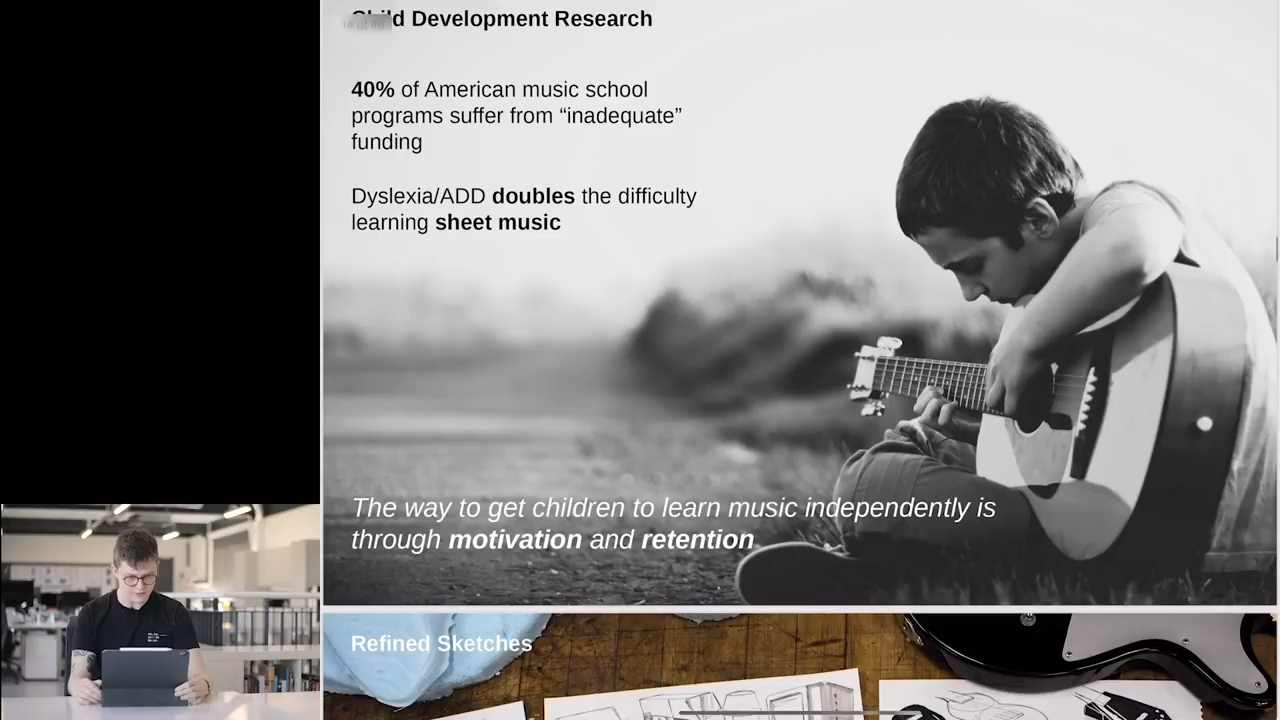 Child Development Research
40% of American music school
programs suffer from “inadequate”
funding
Dyslexia/ADD doubles the difficulty
learning sheet music
The way to get children to learn music independently is
through motivation and retention
Refined Sketches